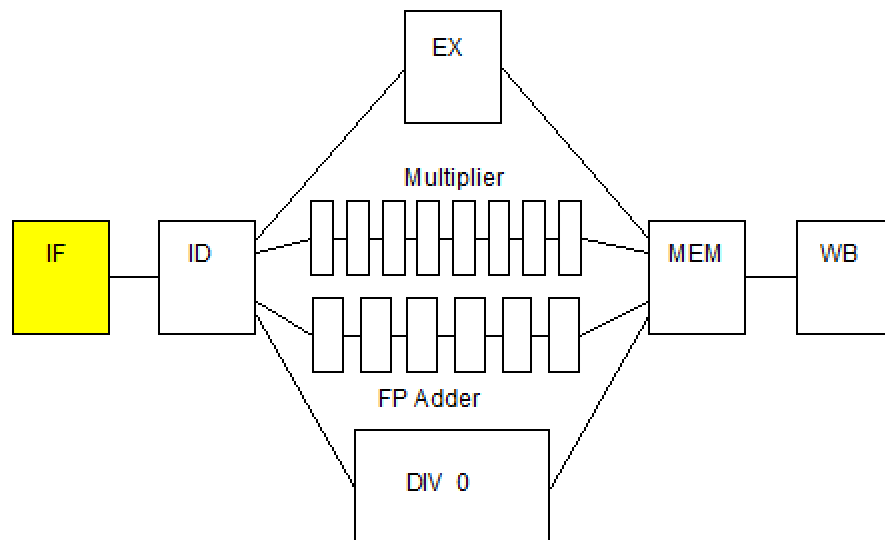 EX
Multiplier
IF
ID
MEM
WB
FP Adder
DIV 0